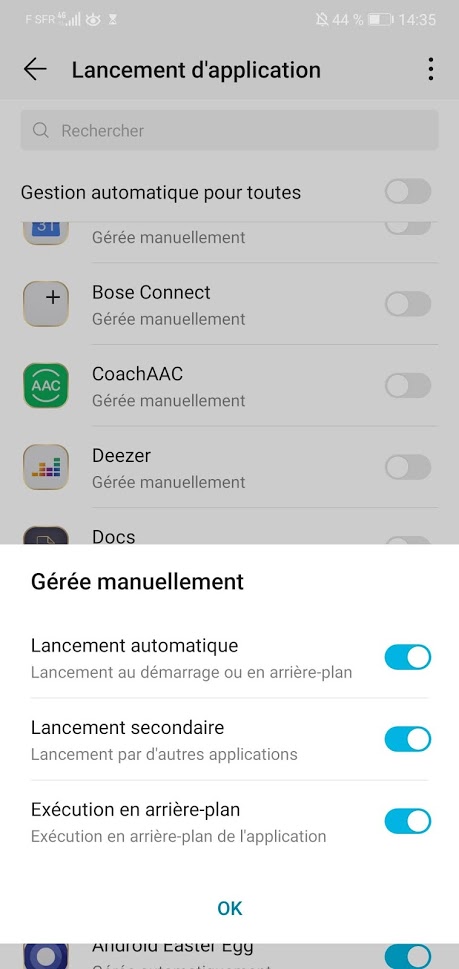 F SFR 4G 44 % 14:35
Lancement d'application
Rechercher
Gestion automatique pour toutes
31
Gérée manuellement
Bose Connect
Gérée manuellement
CoachAAC
AAC
Gérée manuellement
Deezer
Gérée manuellement
Docs
Gérée manuellement
Lancement automatique
Lancement au démarrage ou en arrière-plan
Lancement secondaire
Lancement par d'autres applications
Exécution en arrière-plan
Exécution en arrière-plan de l'application
OK
Android Easter Egg
Gérée automatiquement